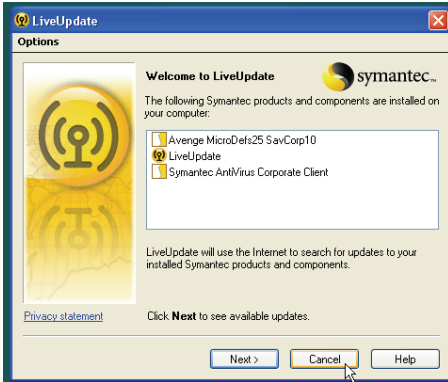 LiveUpdate
Options
Welcome to LiveUpdate
symantec™
The following Symantec products and components are installed on
your computer:
Avenge MicroDefs25 SavCorp10
LiveUpdate
Symantec AntiVirus Corporate Client
LiveUpdate will use the Internet to search for updates to your
installed Symantec products and components.
Privacy statement
Click Next to see available updates.
Next >
Cancel
Help